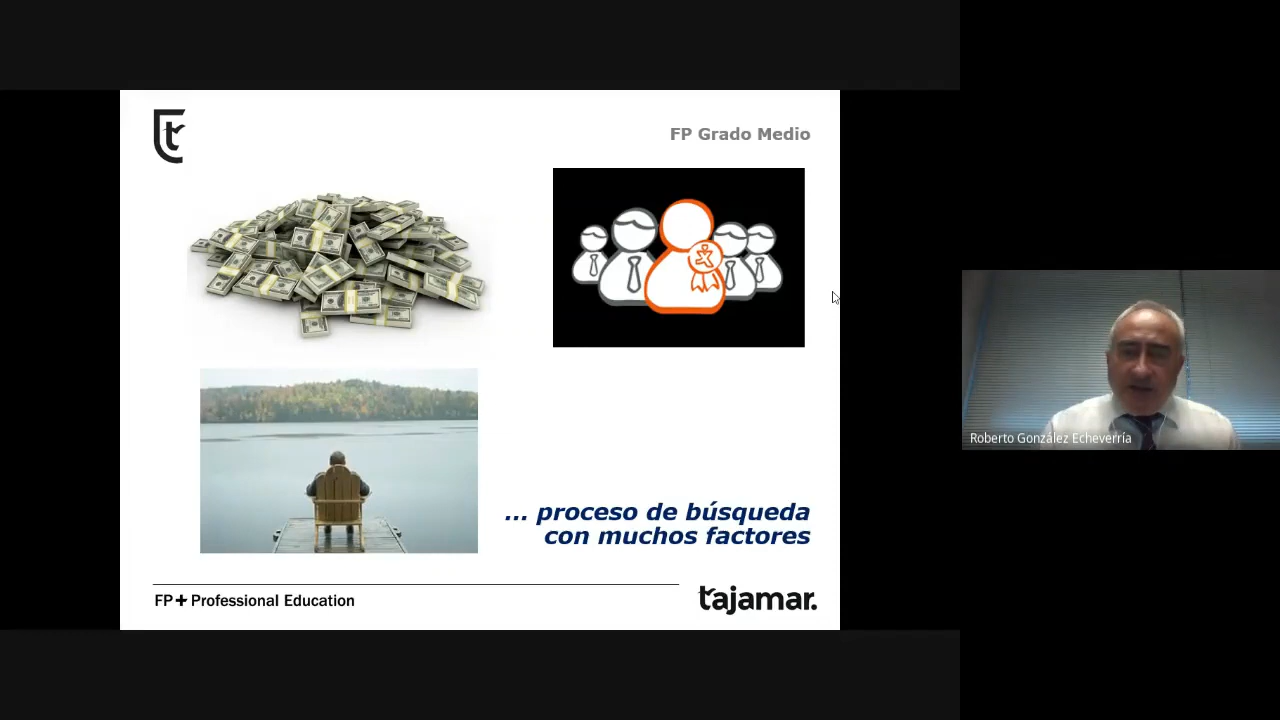 FP Grado Medio
... proceso de búsqueda
con muchos factores
FP+ Professional Education
tajamar.
Roberto González Echeverría